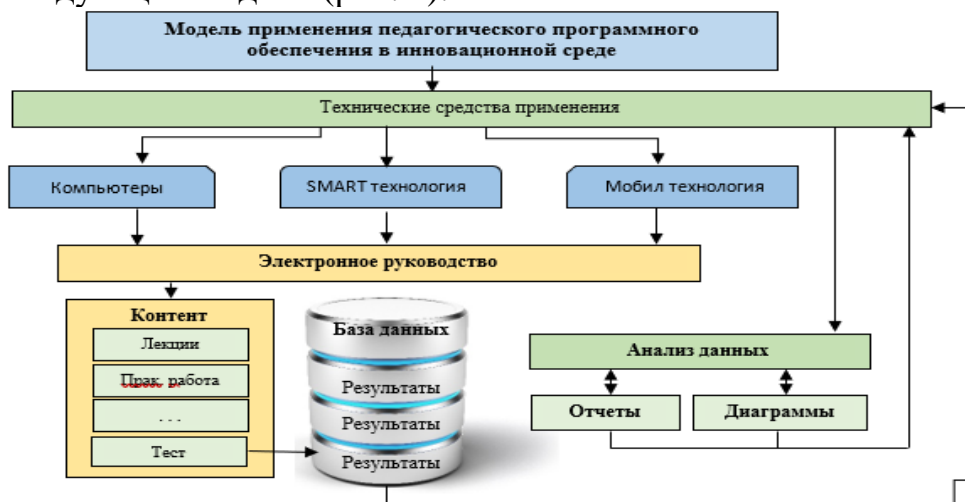 Модель применения педагогического программного
обеспечения в инновационной среде
Технические средства применения
Компьютеры
SMART технология
Мобил технология
Электронное руководство
Контент
Лекции
Прак. работа
. . .
Тест
База данных
Результаты
Результаты
Результаты
Анализ данных
Отчеты
Диаграммы